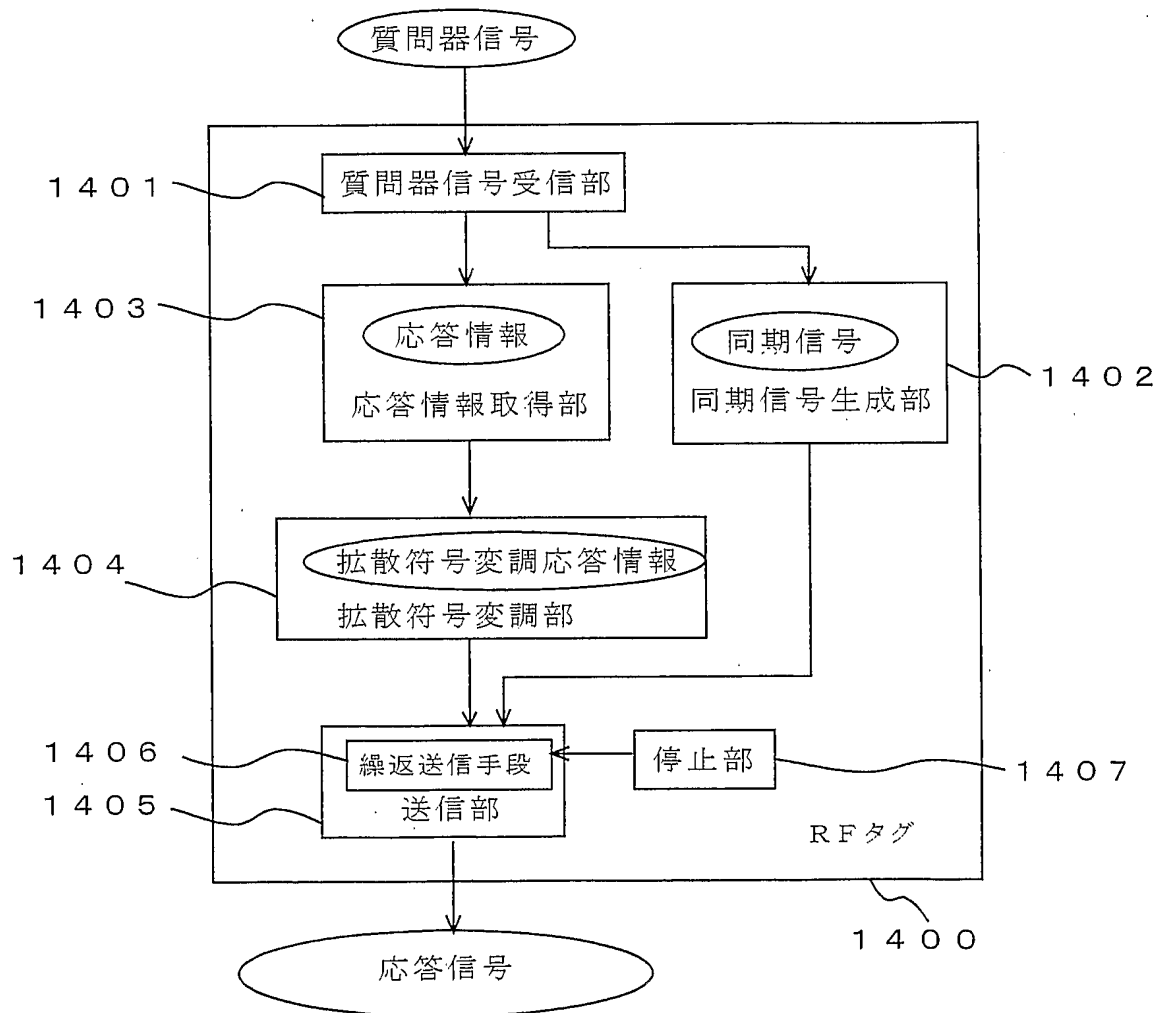 質問器信号
1401
質問器信号受信部
1403
応答情報
同期信号
1402
応答情報取得部
同期信号生成部
1404
拡散符号変調応答情報
拡散符号変調部
1406
繰返送信手段
停止部
1407
1405
送信部
RFタグ
1400
応答信号